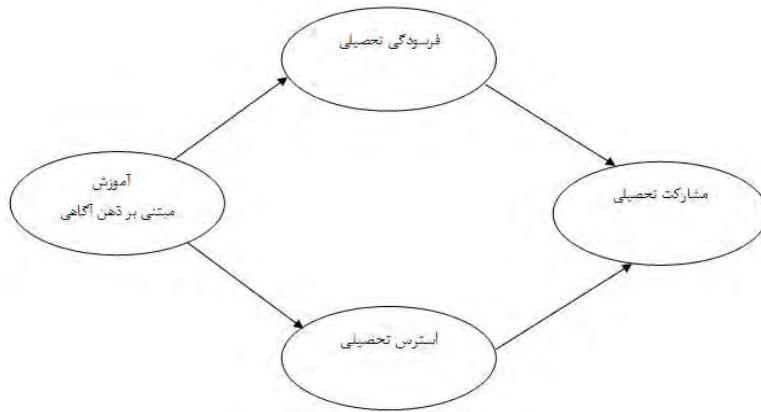 فرسودگی تحصیلی
آموزش
مبتنی بر ذهن آگاهی
مشارکت تحصیلی
استرس تحصیلی